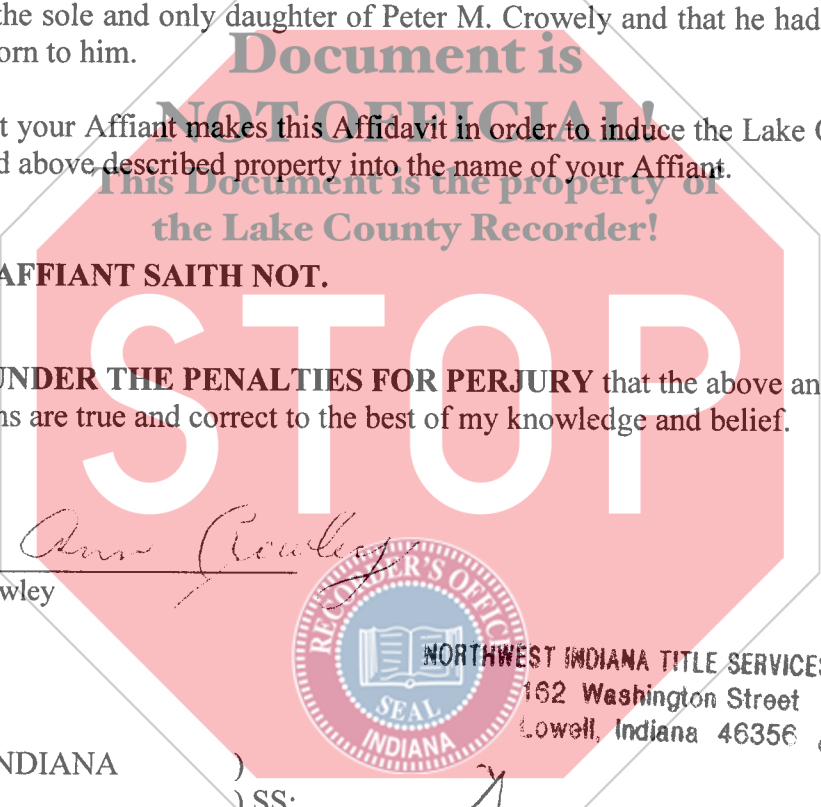 the sole and only daughter of Peter M. Crowely and that he had
orn to him.
Document is
NOT OFFICIAL!
t your Affiant makes this Affidavit in order to induce the Lake C
d above described property into the name of your Affiant.
This Document is the property of
the Lake County Recorder!
AFFIANT SAITH NOT.
STOP
UNDER THE PENALTIES FOR PERJURY that the above an
ns are true and correct to the best of my knowledge and belief.
Ann Crowley
wley
RECORDER'S OFFICE
SEAL
INDIANA
NORTHWEST INDIANA TITLE SERVICES
162 Washington Street
Lowell, Indiana 46356
NDIANA )
) SS: